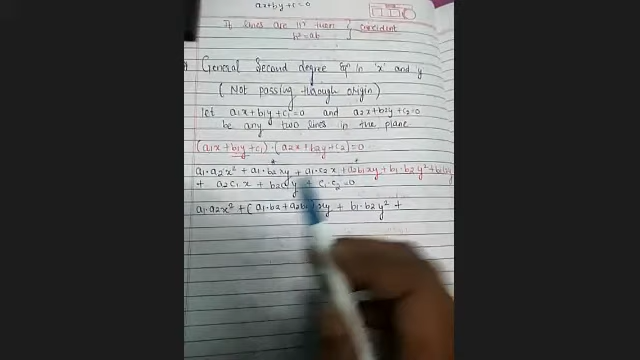 ax+by+c=0
If lines are then
h²=ab
coincident
General Second degree Eqn in 'x' and y
(Not passing through origin)
let a₁x+b₁y+c₁=0 and a₂x+b₂y+c₂=0
be any two lines in the plane
(a₁x+b₁y+c₁)·(a₂x+b₂y+c₂)=0
a₁·a₂x² + a₁·b₂xy + a₁·c₂x + a₂b₁xy + b₁·b₂y² + b₁c₂y
+ a₂c₁x + b₂c₁y + c₁·c₂=0
a₁·a₂x² + (a₁·b₂ + a₂b₁)xy + b₁·b₂y² +